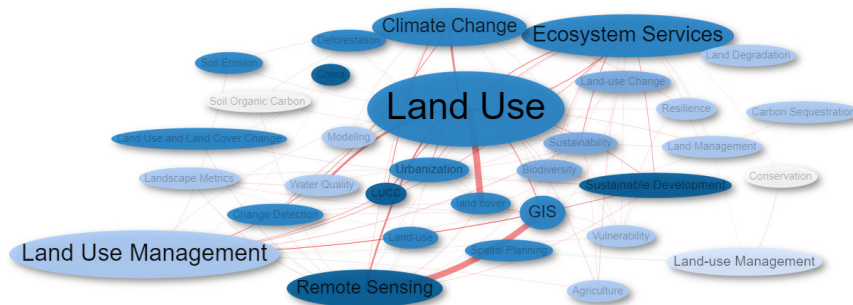 Climate Change
Ecosystem Services
Deforestation
Land Degradation
Soil Erosion
China
Land-use Change
Soil Organic Carbon
Land Use
Resilience
Carbon Sequestration
Land Use and Land Cover Change
Modeling
Sustainability
Land Management
Urbanization
Biodiversity
Landscape Metrics
Water Quality
LUCC
Sustainable Development
Conservation
Change Detection
land cover
GIS
Land-use
Vulnerability
Land Use Management
Spatial Planning
Land-use Management
Remote Sensing
Agriculture